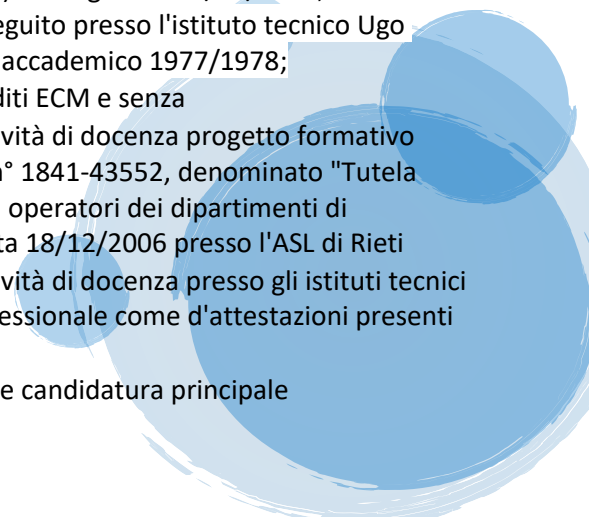 eguito presso l'istituto tecnico Ugo
accademico 1977/1978;
diti ECM e senza
vità di docenza progetto formativo
n° 1841-43552, denominato "Tutela
operatori dei dipartimenti di
ta 18/12/2006 presso l'ASL di Rieti
vità di docenza presso gli istituti tecnici
essionale come d'attestazioni presenti
e candidatura principale